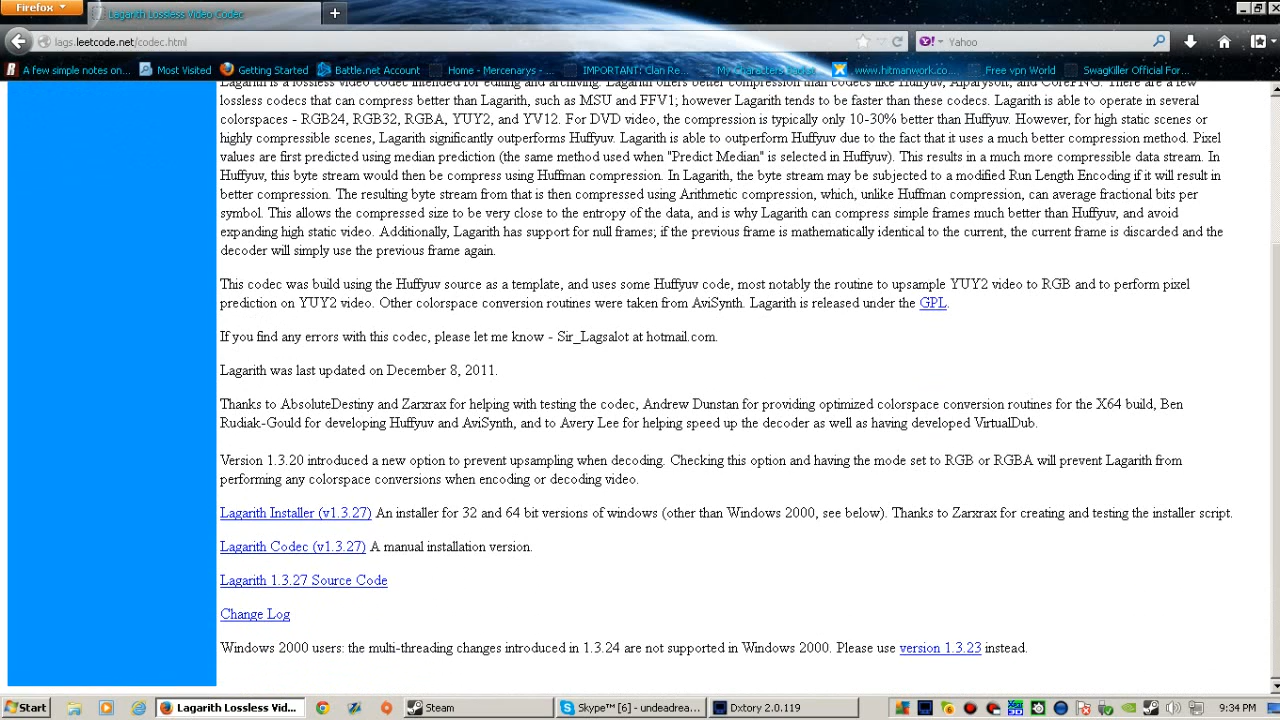 Firefox
Lagarith Lossless Video Codec
lags.leetcode.net/codec.html
Yahoo
A few simple notes on... Most Visited Getting Started Battle.net Account Home - Mercenarys - ... IMPORTANT: Clan Re... My Characters www.hitmanwork.co... Free vpn World SwagKiller Official For...
Lagarith is a lossless video codec intended for editing and archiving. Lagarith offers better compression than codecs like Huffyuv, Alparysoft, and CorePNG. There are a few
lossless codecs that can compress better than Lagarith, such as MSU and FFV1; however Lagarith tends to be faster than these codecs. Lagarith is able to operate in several
colorspaces - RGB24, RGB32, RGBA, YUY2, and YV12. For DVD video, the compression is typically only 10-30% better than Huffyuv. However, for high static scenes or
highly compressible scenes, Lagarith significantly outperforms Huffyuv. Lagarith is able to outperform Huffyuv due to the fact that it uses a much better compression method. Pixel
values are first predicted using median prediction (the same method used when "Predict Median" is selected in Huffyuv). This results in a much more compressible data stream. In
Huffyuv, this byte stream would then be compress using Huffman compression. In Lagarith, the byte stream may be subjected to a modified Run Length Encoding if it will result in
better compression. The resulting byte stream from that is then compressed using Arithmetic compression, which, unlike Huffman compression, can average fractional bits per
symbol. This allows the compressed size to be very close to the entropy of the data, and is why Lagarith can compress simple frames much better than Huffyuv, and avoid
expanding high static video. Additionally, Lagarith has support for null frames; if the previous frame is mathematically identical to the current, the current frame is discarded and the
decoder will simply use the previous frame again.
This codec was build using the Huffyuv source as a template, and uses some Huffyuv code, most notably the routine to upsample YUY2 video to RGB and to perform pixel
prediction on YUY2 video. Other colorspace conversion routines were taken from AviSynth. Lagarith is released under the GPL.
If you find any errors with this codec, please let me know - Sir_Lagsalot at hotmail.com.
Lagarith was last updated on December 8, 2011.
Thanks to AbsoluteDestiny and Zarxrax for helping with testing the codec, Andrew Dunstan for providing optimized colorspace conversion routines for the X64 build, Ben
Rudiak-Gould for developing Huffyuv and AviSynth, and to Avery Lee for helping speed up the decoder as well as having developed VirtualDub.
Version 1.3.20 introduced a new option to prevent upsampling when decoding. Checking this option and having the mode set to RGB or RGBA will prevent Lagarith from
performing any colorspace conversions when encoding or decoding video.
Lagarith Installer (v1.3.27) An installer for 32 and 64 bit versions of windows (other than Windows 2000, see below). Thanks to Zarxrax for creating and testing the installer script.
Lagarith Codec (v1.3.27) A manual installation version.
Lagarith 1.3.27 Source Code
Change Log
Windows 2000 users: the multi-threading changes introduced in 1.3.24 are not supported in Windows 2000. Please use version 1.3.23 instead.
Start Lagarith Lossless Vid... Steam Skype™ [6] - undeadrea... Dxtory 2.0.119 9:34 PM